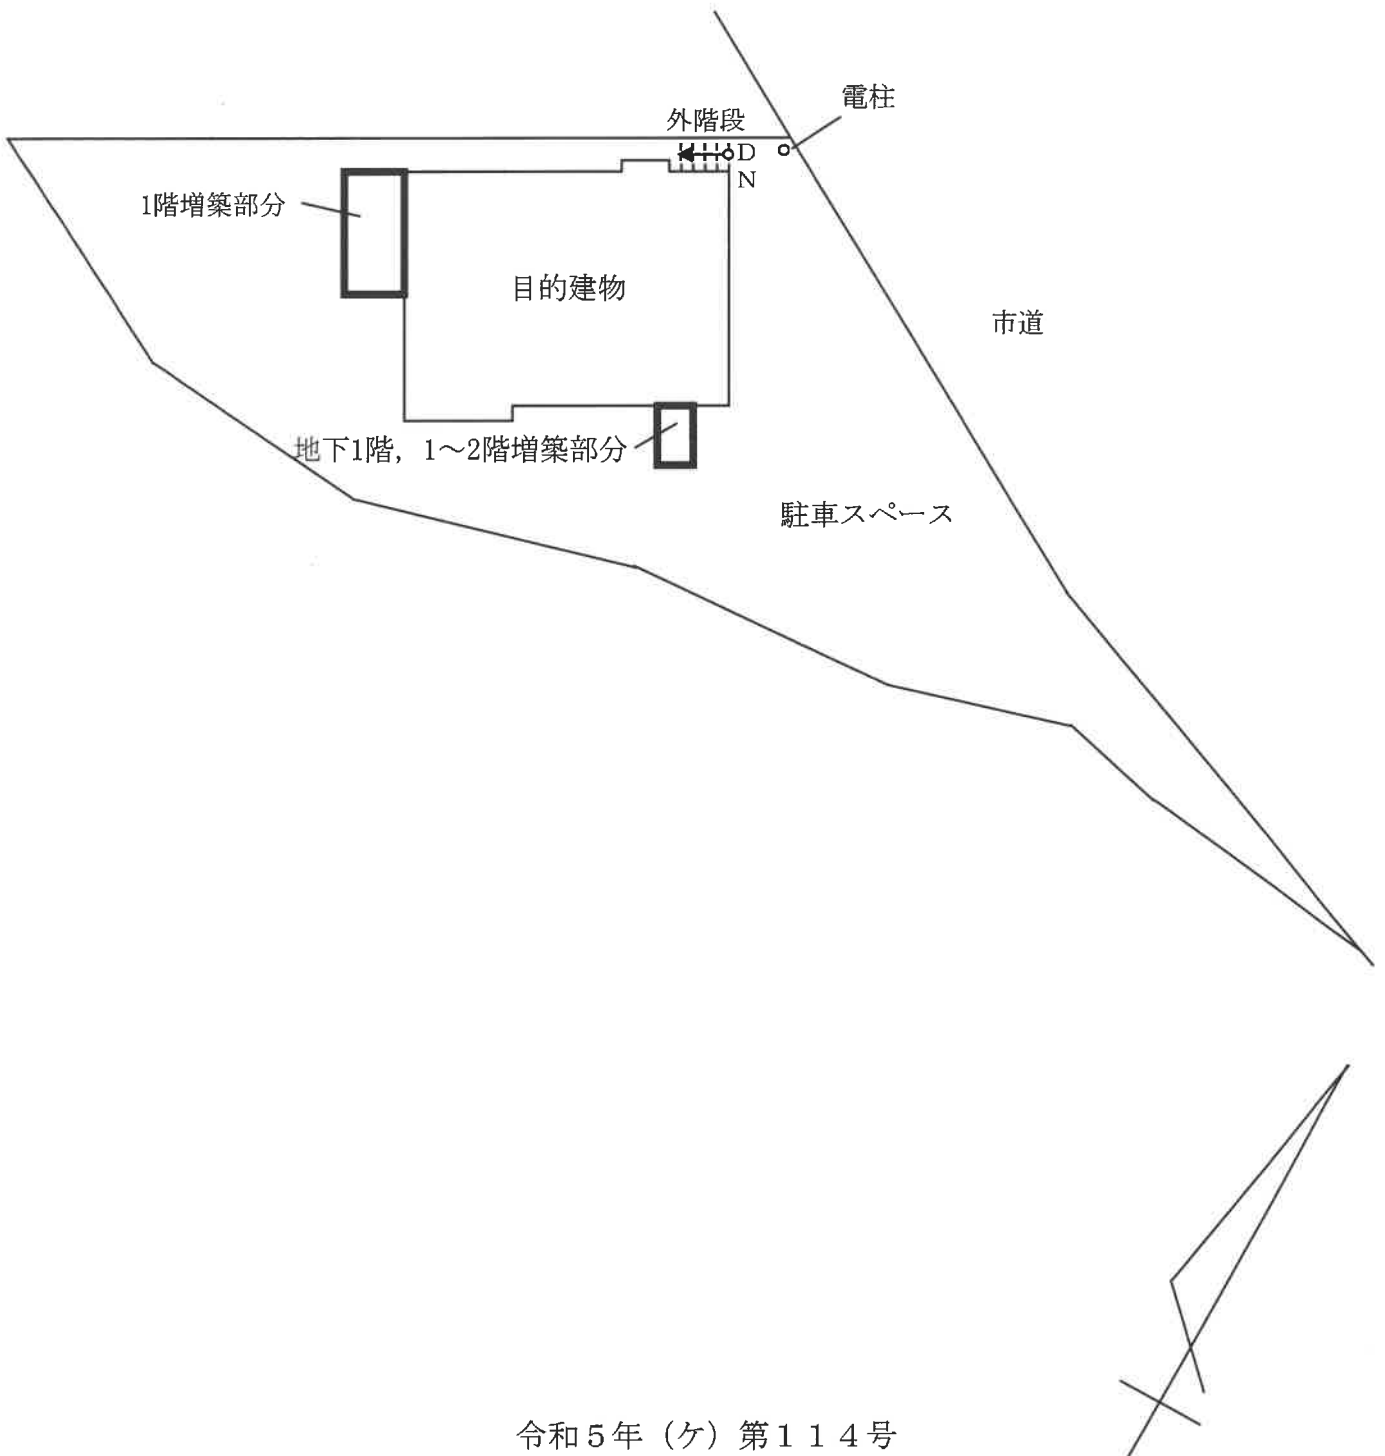 電柱
外階段
D
N
1階増築部分
目的建物
市道
地下1階，1～2階増築部分
駐車スペース
令和５年（ケ）第１１４号